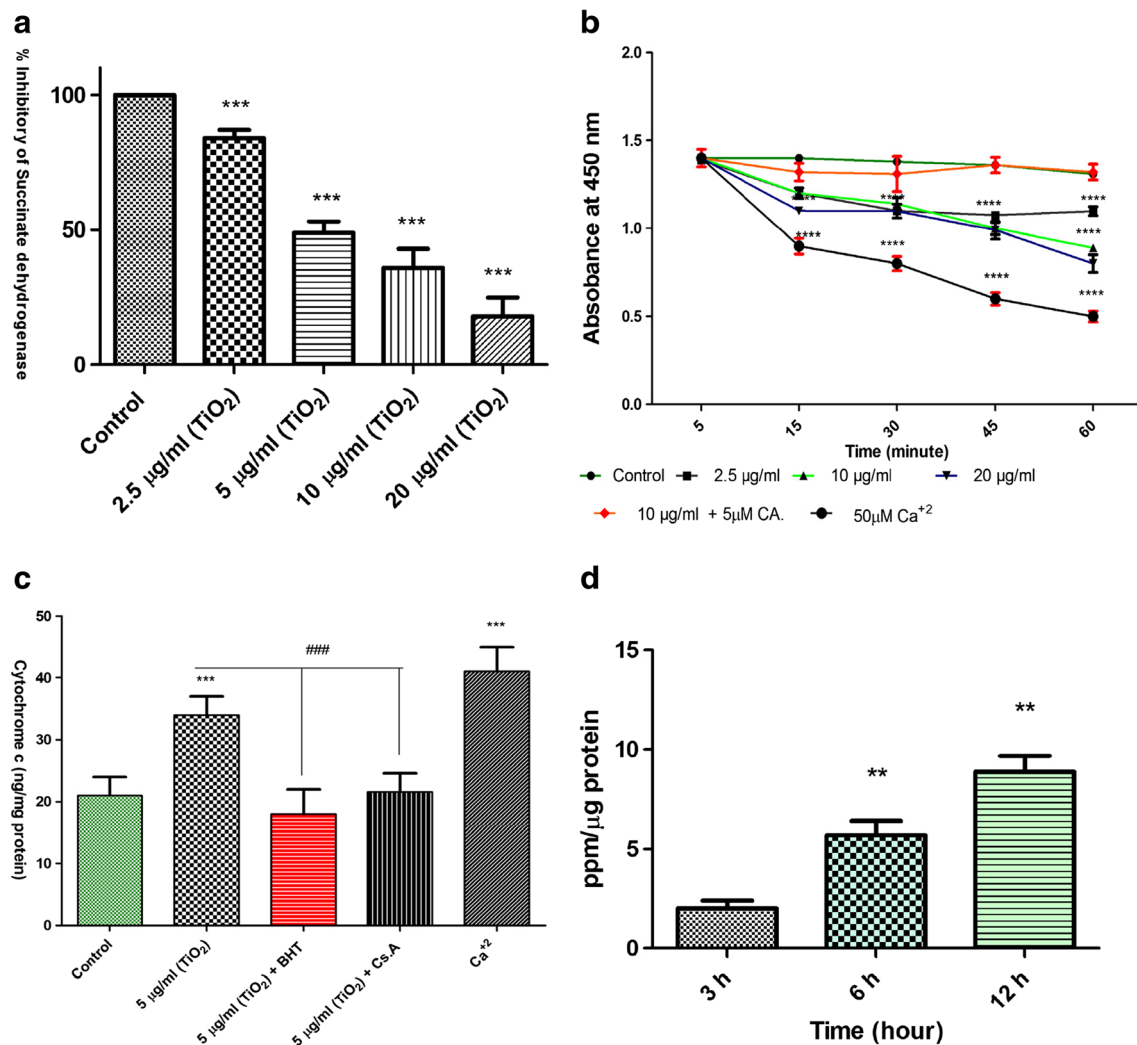 a
% Inhibitory of Succinate dehydrogenase
100
50
0
***
***
***
***
Control
2.5 µg/ml (TiO₂)
5 µg/ml (TiO₂)
10 µg/ml (TiO₂)
20 µg/ml (TiO₂)
b
Absobance at 450 nm
2.0
1.5
1.0
0.5
0.0
****
****
****
****
****
****
****
****
****
5
15
30
45
60
Time (minute)
Control
2.5 µg/ml
10 µg/ml
20 µg/ml
10 µg/ml + 5µM CA.
50µM Ca⁺²
c
Cytochrome c (ng/mg protein)
50
40
30
20
10
0
***
###
***
Control
5 µg/ml (TiO₂)
5 µg/ml (TiO₂) + BHT
5 µg/ml (TiO₂) + Cs.A
Ca⁺²
d
ppm/µg protein
15
10
5
0
**
**
3 h
6 h
12 h
Time (hour)